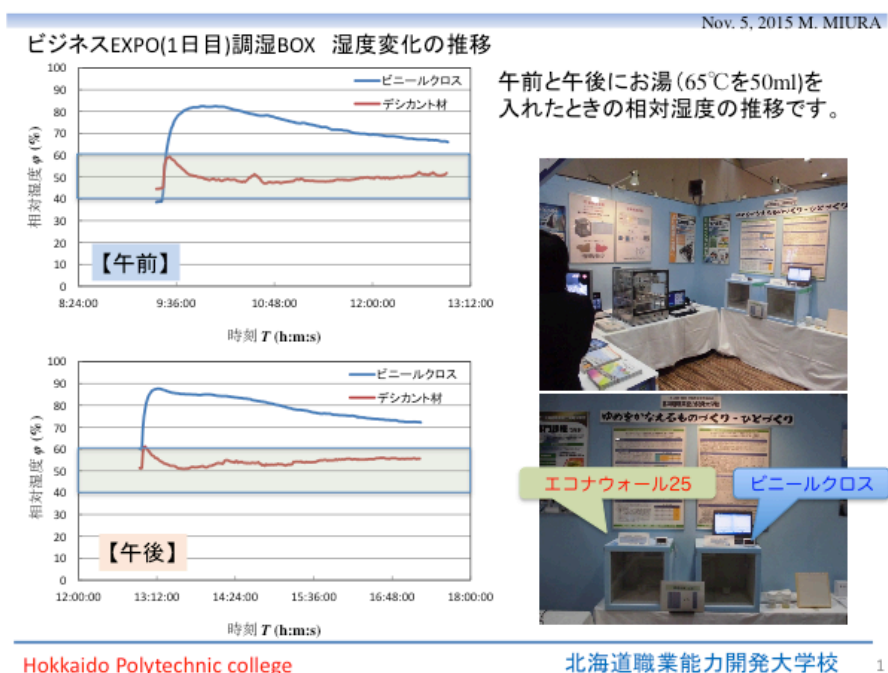 Nov. 5, 2015 M. MIURA
ビジネスEXPO(1日目)調湿BOX 湿度変化の推移
午前と午後にお湯(65℃を50ml)を
入れたときの相対湿度の推移です。
100
90
80
70
60
50
40
30
20
10
0
相対湿度 φ (%)
ビニールクロス
デシカント材
【午前】
8:24:00 9:36:00 10:48:00 12:00:00 13:12:00
時刻 T (h:m:s)
100
90
80
70
60
50
40
30
20
10
0
相対湿度 φ (%)
ビニールクロス
デシカント材
【午後】
12:00:00 13:12:00 14:24:00 15:36:00 16:48:00 18:00:00
時刻 T (h:m:s)
ゆめをかなえるものづくり・ひとづくり
エコナウォール25
ビニールクロス
Hokkaido Polytechnic college
北海道職業能力開発大学校
1